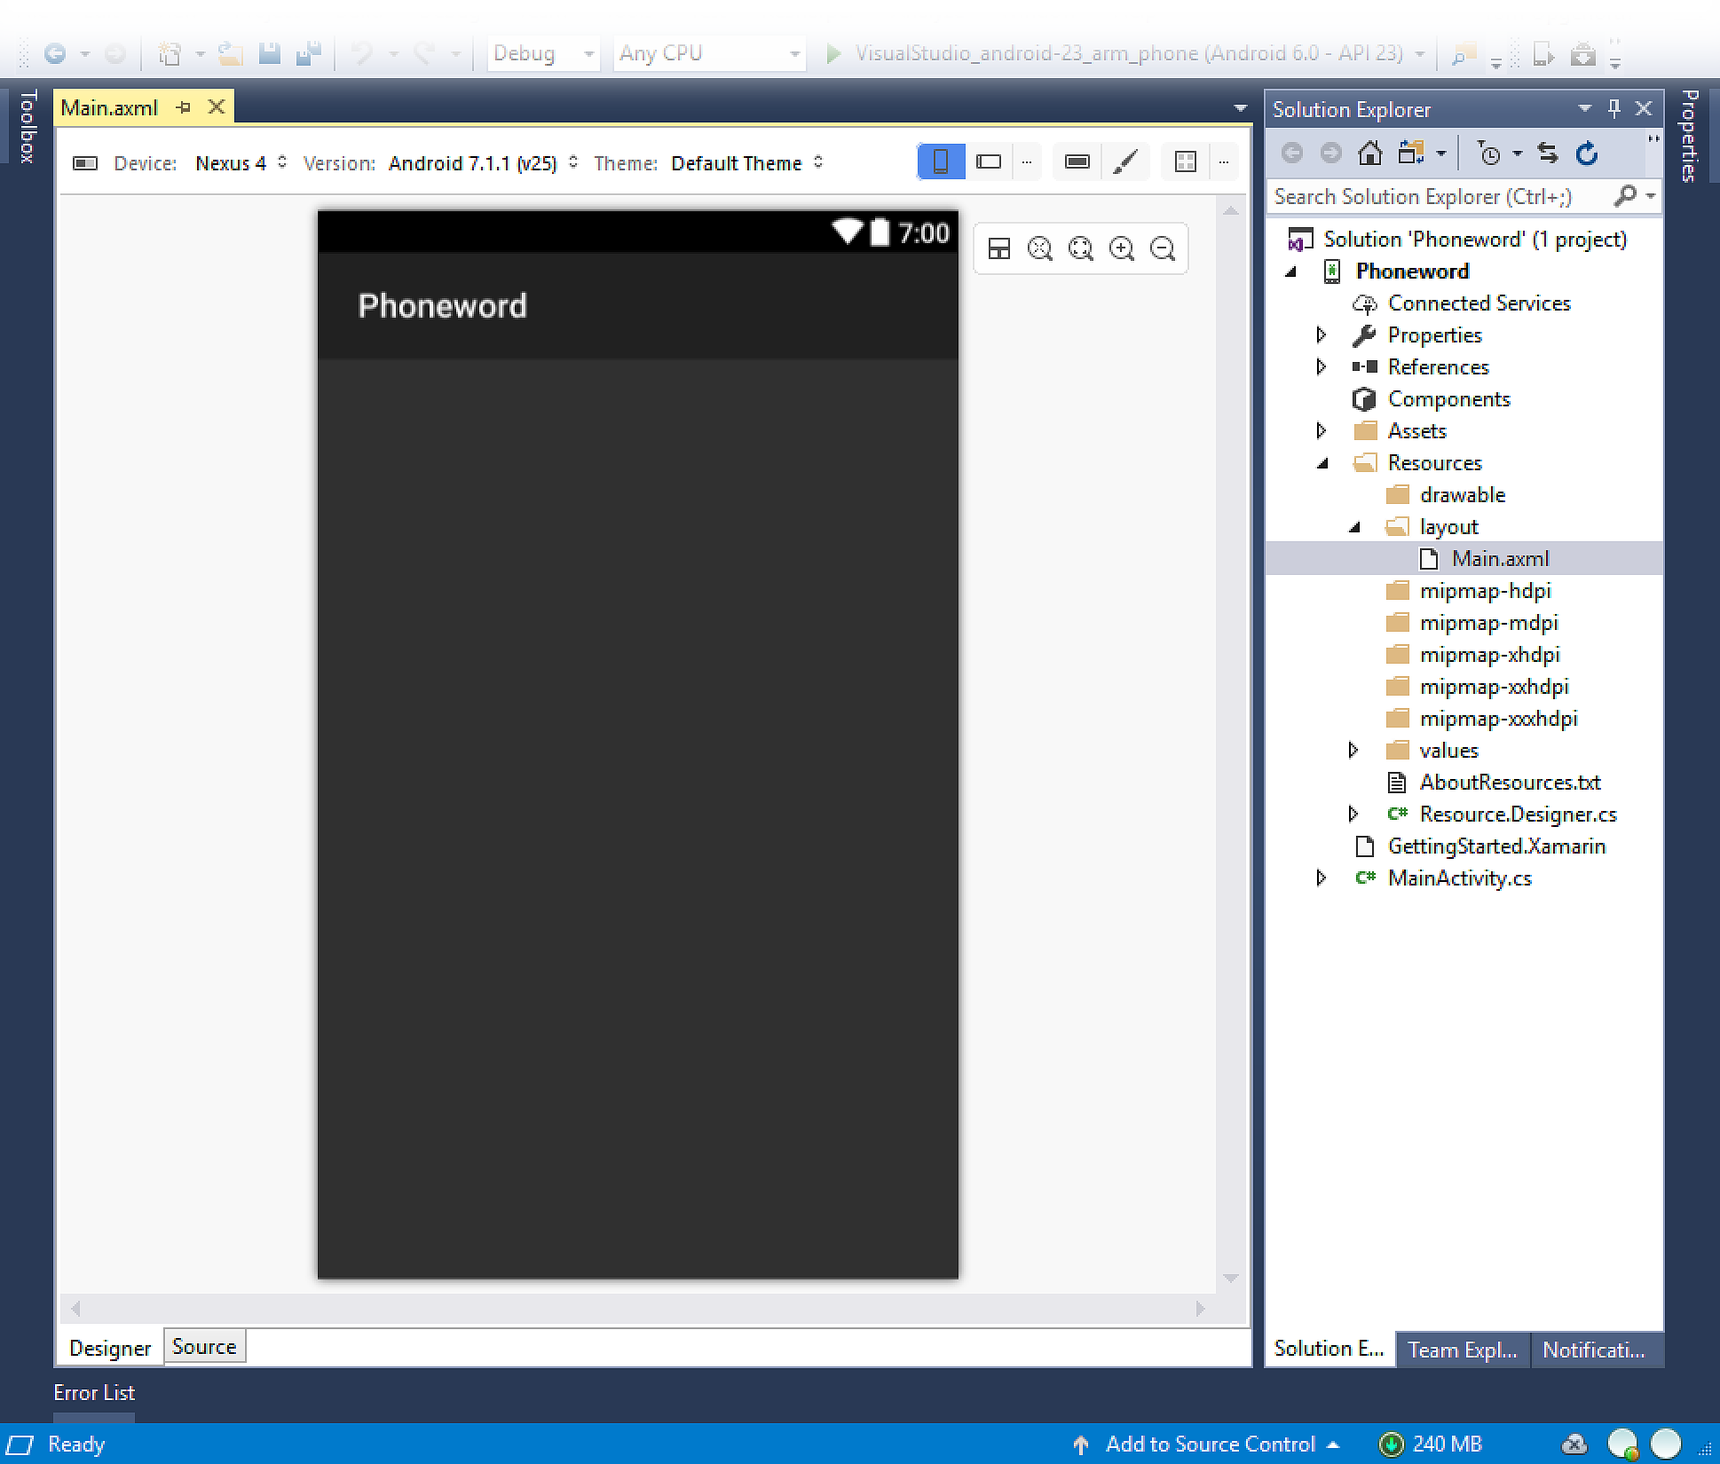 Debug
Any CPU
VisualStudio_android-23_arm_phone (Android 6.0 - API 23)
Toolbox
Main.axml
Device: Nexus 4 Version: Android 7.1.1 (v25) Theme: Default Theme
7:00
Phoneword
Solution Explorer
Search Solution Explorer (Ctrl+;)
Solution 'Phoneword' (1 project)
Phoneword
Connected Services
Properties
References
Components
Assets
Resources
drawable
layout
Main.axml
mipmap-hdpi
mipmap-mdpi
mipmap-xhdpi
mipmap-xxhdpi
mipmap-xxxhdpi
values
AboutResources.txt
C# Resource.Designer.cs
GettingStarted.Xamarin
C# MainActivity.cs
Properties
Designer
Source
Solution E...
Team Expl...
Notificati...
Error List
Ready
Add to Source Control
240 MB